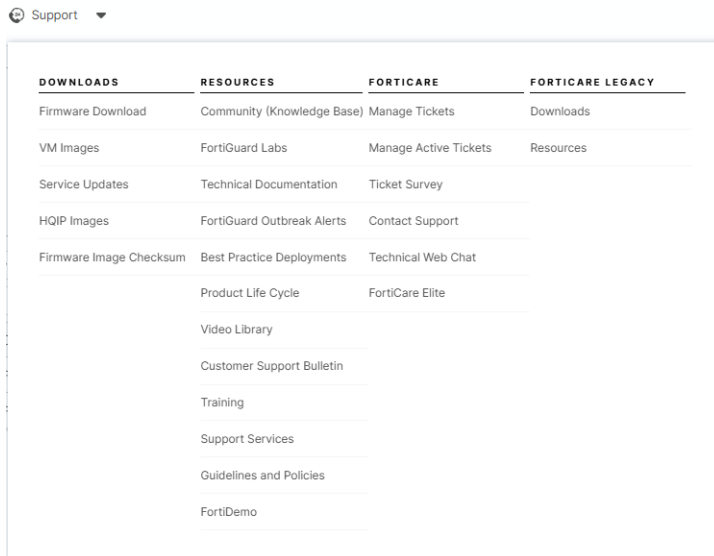 Support
DOWNLOADS
Firmware Download
VM Images
Service Updates
HQIP Images
Firmware Image Checksum
RESOURCES
Community (Knowledge Base)
FortiGuard Labs
Technical Documentation
FortiGuard Outbreak Alerts
Best Practice Deployments
Product Life Cycle
Video Library
Customer Support Bulletin
Training
Support Services
Guidelines and Policies
FortiDemo
FORTICARE
Manage Tickets
Manage Active Tickets
Ticket Survey
Contact Support
Technical Web Chat
FortiCare Elite
FORTICARE LEGACY
Downloads
Resources